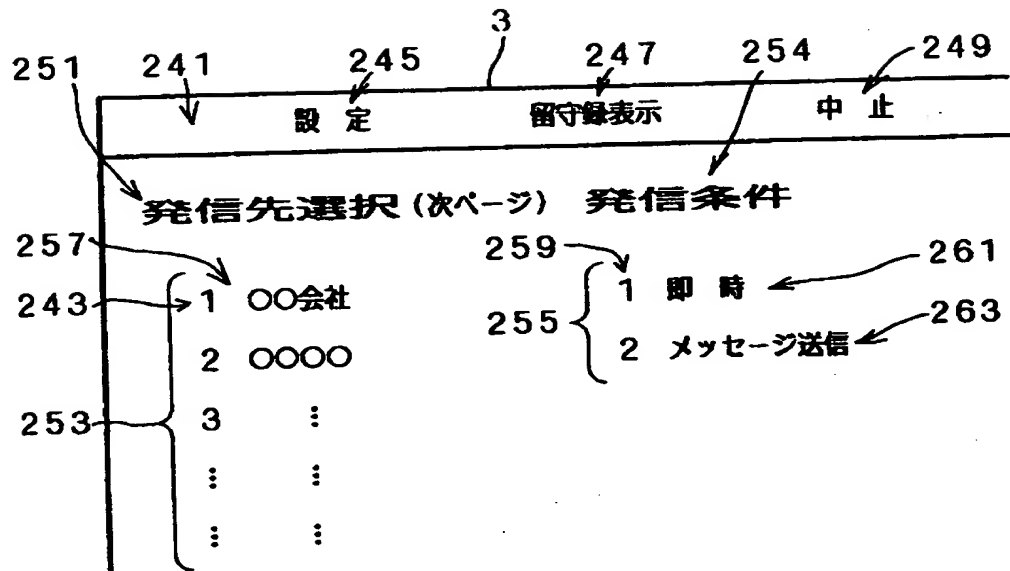 3
251 241 245 247 254 249
設 定 留守録表示 中 止
発信先選択(次ページ) 発信条件
257 259 261
243 1 ○○会社 1 即 時
255 263
2 ○○○○ 2 メッセージ送信
253 3 ⋮
⋮ ⋮
⋮ ⋮